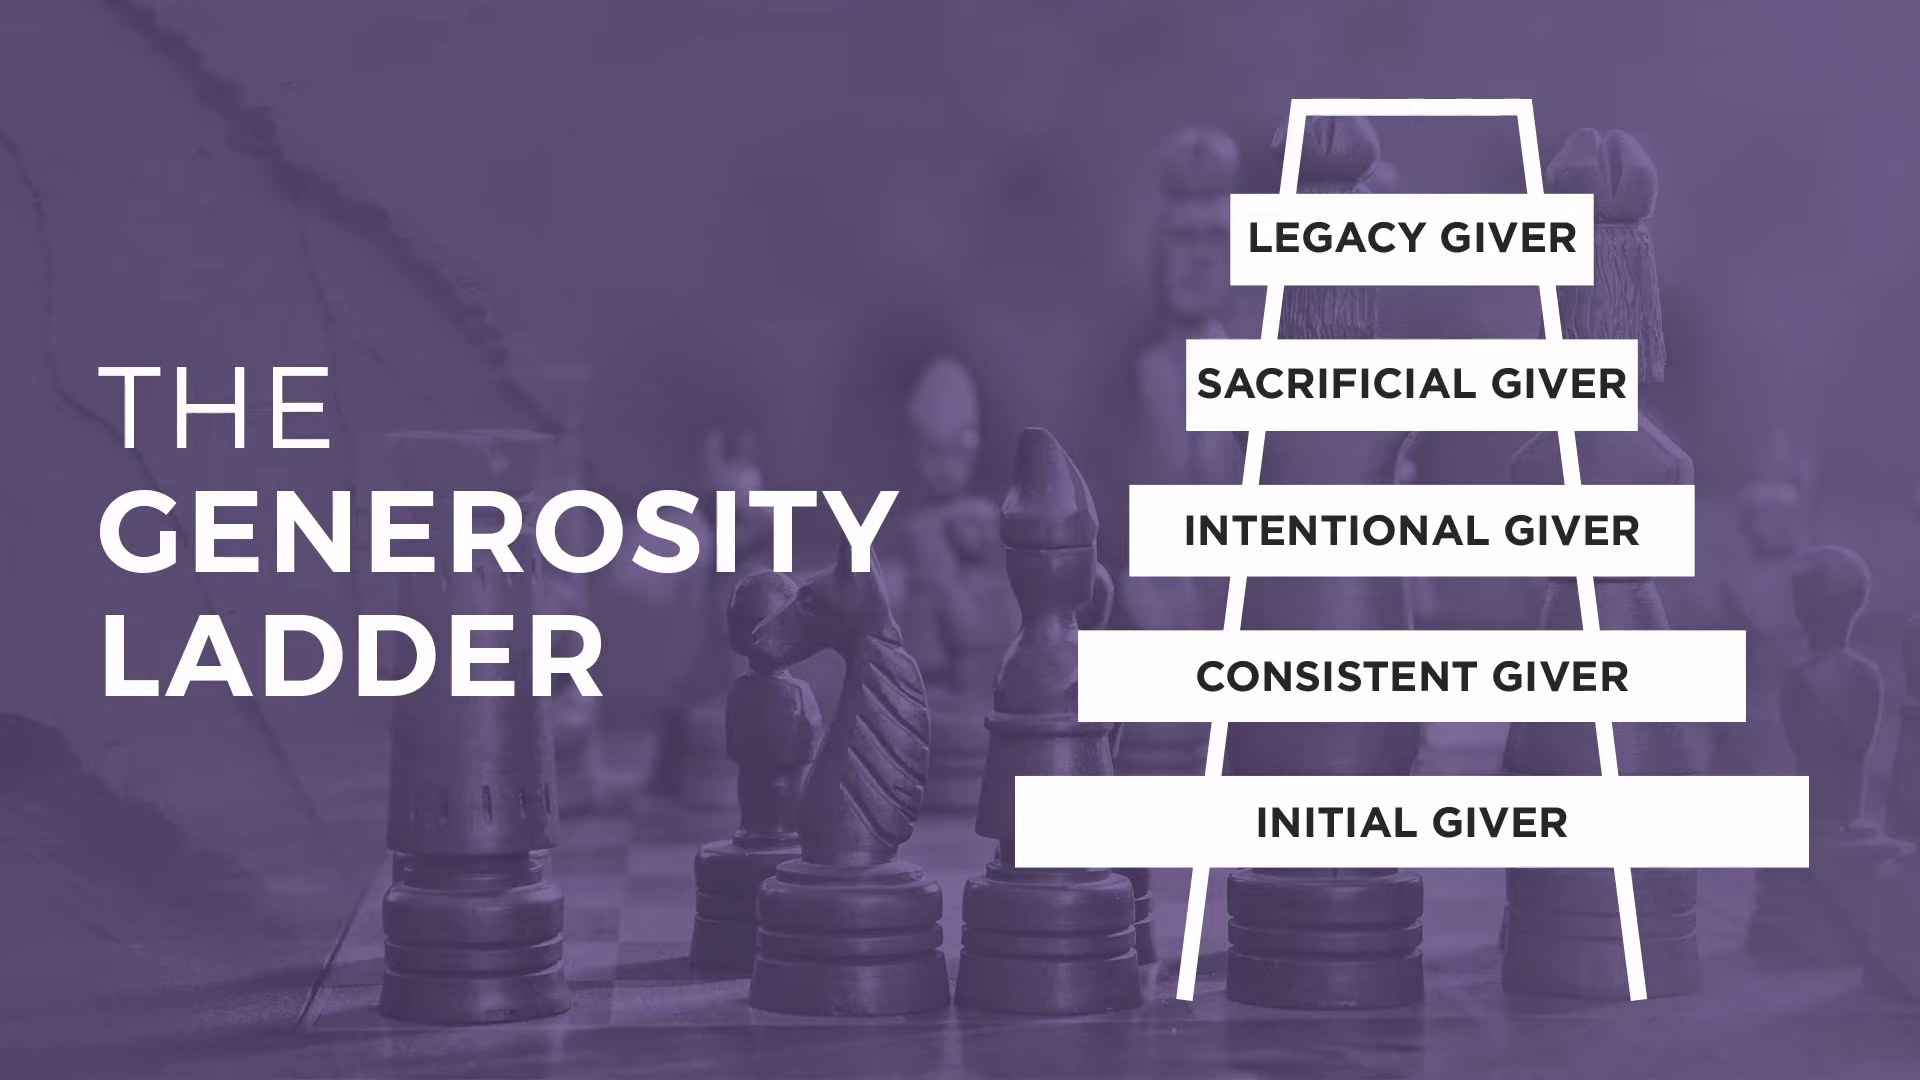 THE
GENEROSITY
LADDER
LEGACY GIVER
SACRIFICIAL GIVER
INTENTIONAL GIVER
CONSISTENT GIVER
INITIAL GIVER